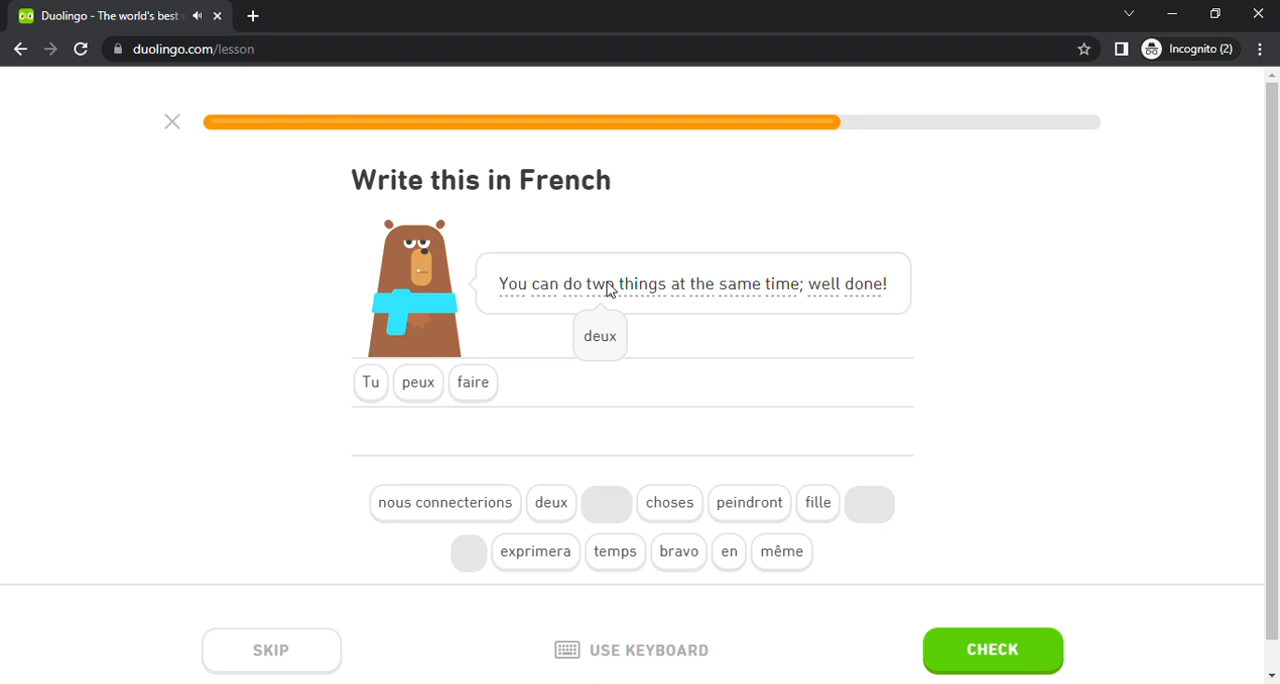 Duolingo - The world's best
duolingo.com/lesson
Incognito (2)
Write this in French
You can do two things at the same time; well done!
deux
Tu peux faire
nous connecterions deux choses peindront fille
exprimera temps bravo en même
SKIP USE KEYBOARD CHECK